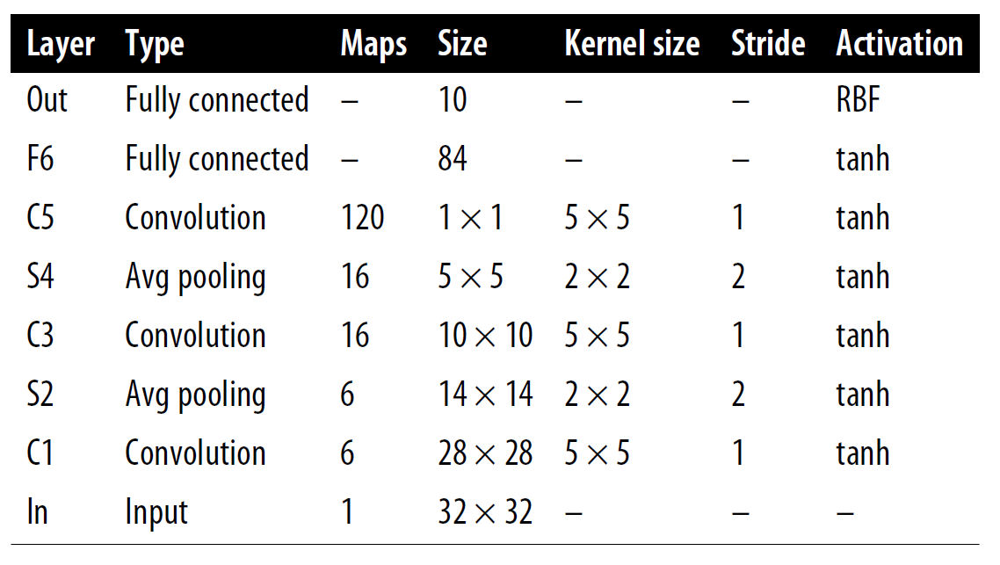 Layer Type Maps Size Kernel size Stride Activation
Out Fully connected – 10 – – RBF
F6 Fully connected – 84 – – tanh
C5 Convolution 120 1 × 1 5 × 5 1 tanh
S4 Avg pooling 16 5 × 5 2 × 2 2 tanh
C3 Convolution 16 10 × 10 5 × 5 1 tanh
S2 Avg pooling 6 14 × 14 2 × 2 2 tanh
C1 Convolution 6 28 × 28 5 × 5 1 tanh
In Input 1 32 × 32 – – –